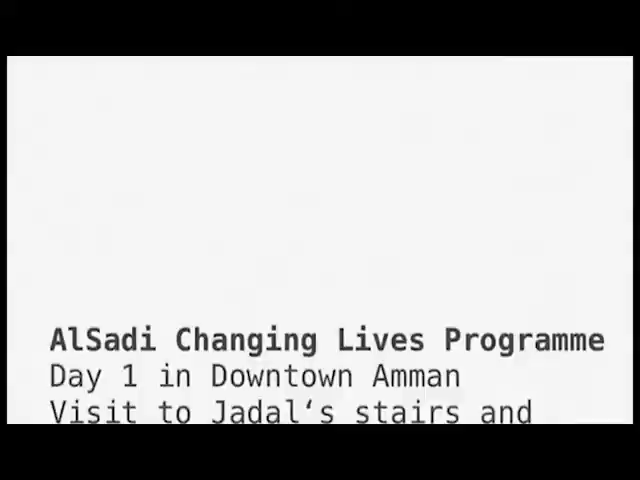 AlSadi Changing Lives Programme
Day 1 in Downtown Amman
Visit to Jadal‘s stairs and